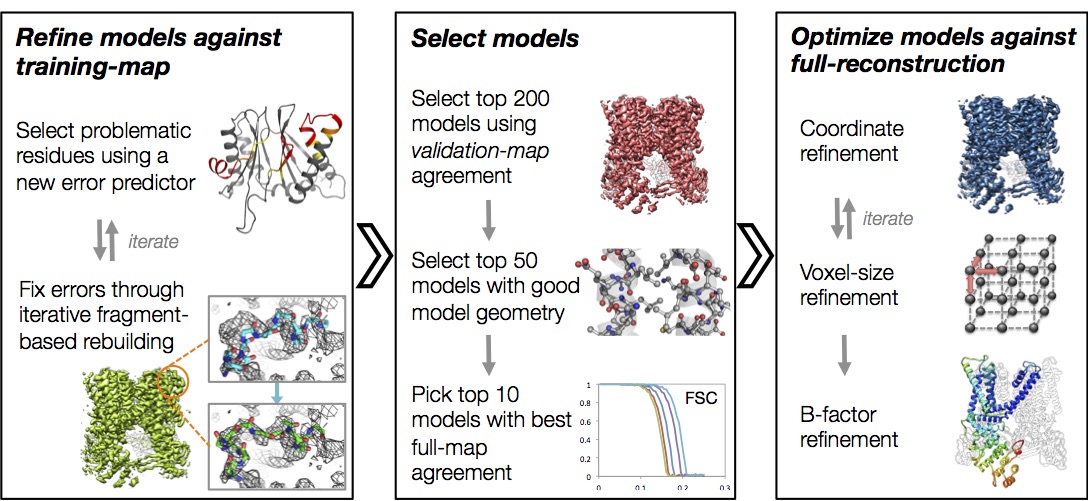 Refine models against
training-map
Select problematic
residues using a
new error predictor
iterate
Fix errors through
iterative fragment-
based rebuilding
Select models
Select top 200
models using
validation-map
agreement
Select top 50
models with good
model geometry
Pick top 10
models with best
full-map
agreement
FSC
1
0.8
0.6
0.4
0.2
0
0 0.1 0.2 0.3
Optimize models against
full-reconstruction
Coordinate
refinement
iterate
Voxel-size
refinement
B-factor
refinement